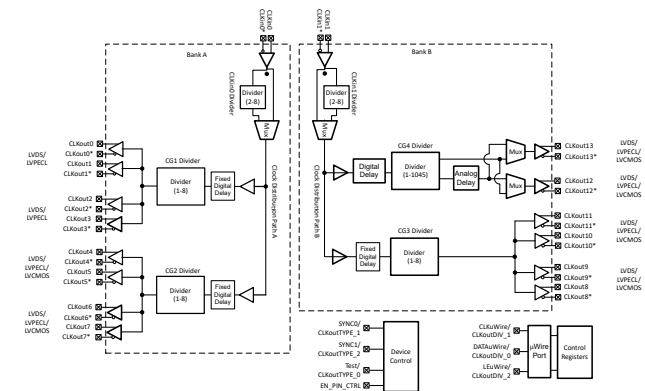 CLKin0*
CLKin0
CLKin1*
CLKin1
Bank A
Bank B
Divider
(2-8)
CLKin0 Divider
Mux
Divider
(2-8)
CLKin1 Divider
Mux
Clock Distribution Path A
Clock Distribution Path B
LVDS/
LVPECL
CLKout0
CLKout0*
CLKout1
CLKout1*
LVDS/
LVPECL
CLKout2
CLKout2*
CLKout3
CLKout3*
CG1 Divider
Divider
(1-8)
Fixed
Digital
Delay
LVDS/
LVPECL/
LVCMOS
CLKout4
CLKout4*
CLKout5
CLKout5*
LVDS/
LVPECL/
LVCMOS
CLKout6
CLKout6*
CLKout7
CLKout7*
CG2 Divider
Divider
(1-8)
Fixed
Digital
Delay
Digital
Delay
CG4 Divider
Divider
(1-1045)
Analog
Delay
Mux
Mux
CLKout13
CLKout13*
LVDS/
LVPECL/
LVCMOS
CLKout12
CLKout12*
LVDS/
LVPECL/
LVCMOS
Fixed
Digital
Delay
CG3 Divider
Divider
(1-8)
CLKout11
CLKout11*
CLKout10
CLKout10*
LVDS/
LVPECL/
LVCMOS
CLKout9
CLKout9*
CLKout8
CLKout8*
LVDS/
LVPECL/
LVCMOS
SYNC0/
CLKoutTYPE_1
SYNC1/
CLKoutTYPE_2
Test/
CLKoutTYPE_0
EN_PIN_CTRL
Device
Control
CLKuWire/
CLKoutDIV_1
DATAuWire/
CLKoutDIV_0
LEuWire/
CLKoutDIV_2
µWire
Port
Control
Registers